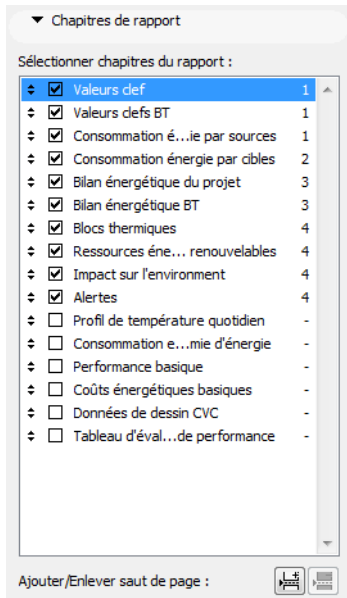 Chapitres de rapport
Sélectionner chapitres du rapport :
Valeurs clef 1
Valeurs clefs BT 1
Consommation é...ie par sources 1
Consommation énergie par cibles 2
Bilan énergétique du projet 3
Bilan énergétique BT 3
Blocs thermiques 4
Ressources éne... renouvelables 4
Impact sur l'environment 4
Alertes 4
Profil de température quotidien -
Consommation e...mie d'énergie -
Performance basique -
Coûts énergétiques basiques -
Données de dessin CVC -
Tableau d'éval...de performance -
Ajouter/Enlever saut de page :